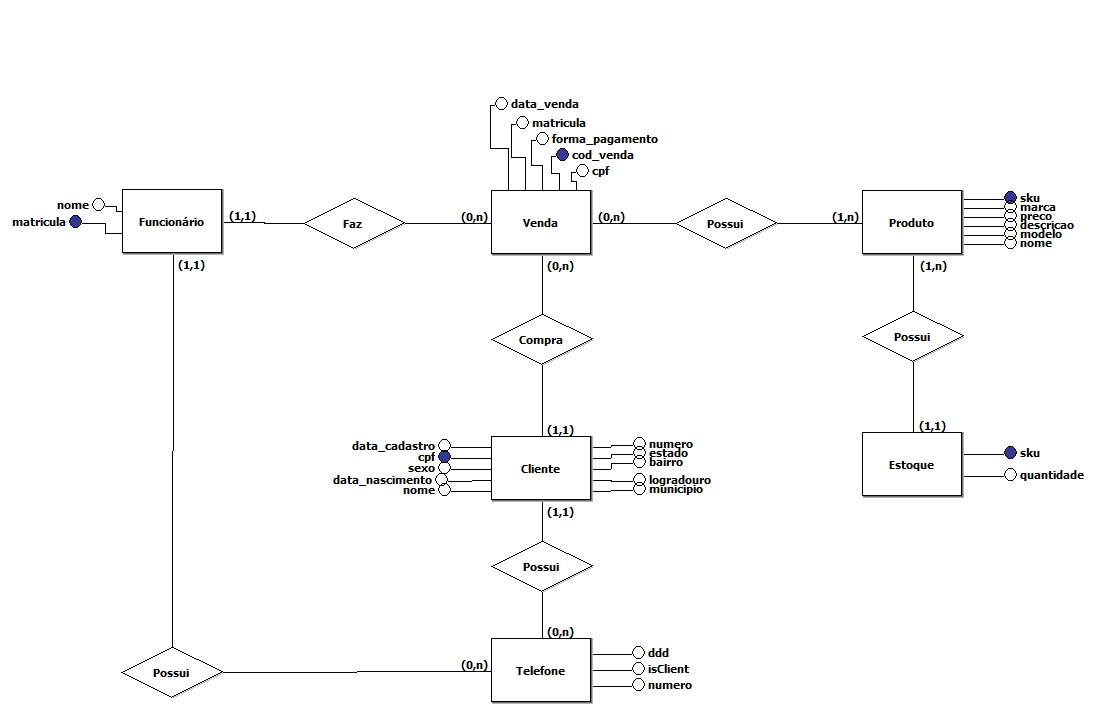 data_venda
matricula
forma_pagamento
cod_venda
cpf
nome
matricula
Funcionário
(1,1)
Faz
(0,n)
Venda
(0,n)
Possui
(1,n)
Produto
sku
marca
preco
descricao
modelo
nome
(1,1)
(0,n)
(1,n)
Compra
Possui
(1,1)
(1,1)
data_cadastro
cpf
sexo
data_nascimento
nome
Cliente
numero
estado
bairro
logradouro
municipio
Estoque
sku
quantidade
(1,1)
Possui
(0,n)
Possui
(0,n)
Telefone
ddd
isClient
numero